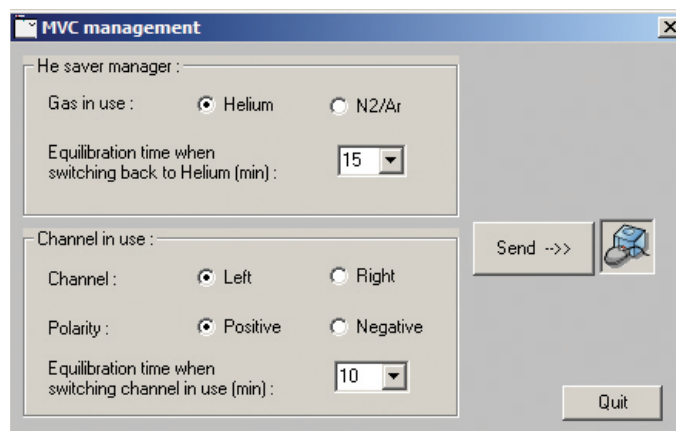 MVC management
He saver manager :
Gas in use : Helium N2/Ar
Equilibration time when
switching back to Helium (min) : 15
Channel in use :
Channel : Left Right
Polarity : Positive Negative
Equilibration time when
switching channel in use (min) : 10
Send -->>
Quit